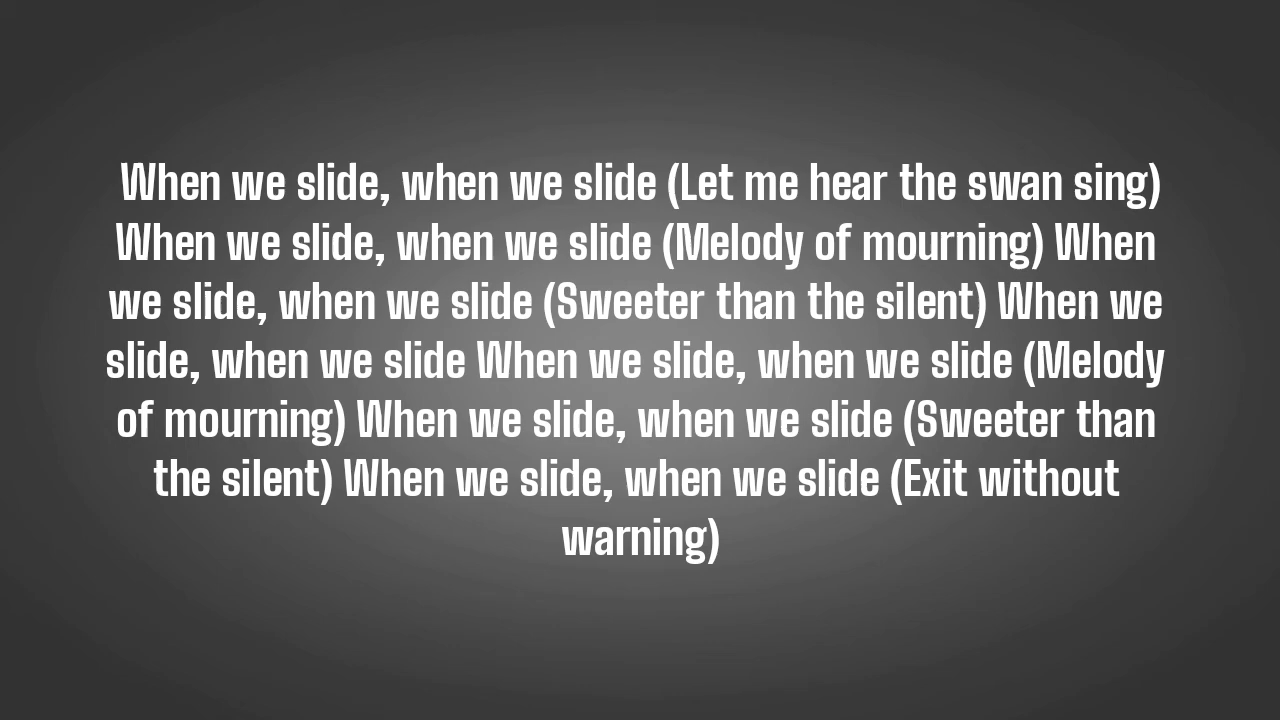 When we slide, when we slide (Let me hear the swan sing)
When we slide, when we slide (Melody of mourning) When
we slide, when we slide (Sweeter than the silent) When we
slide, when we slide When we slide, when we slide (Melody
of mourning) When we slide, when we slide (Sweeter than
the silent) When we slide, when we slide (Exit without
warning)